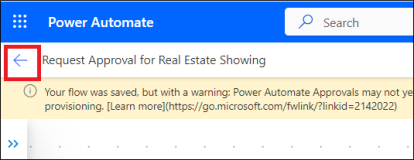 Power Automate
Search
Request Approval for Real Estate Showing
Your flow was saved, but with a warning: Power Automate Approvals may not ye
provisioning. [Learn more](https://go.microsoft.com/fwlink/?linkid=2142022)